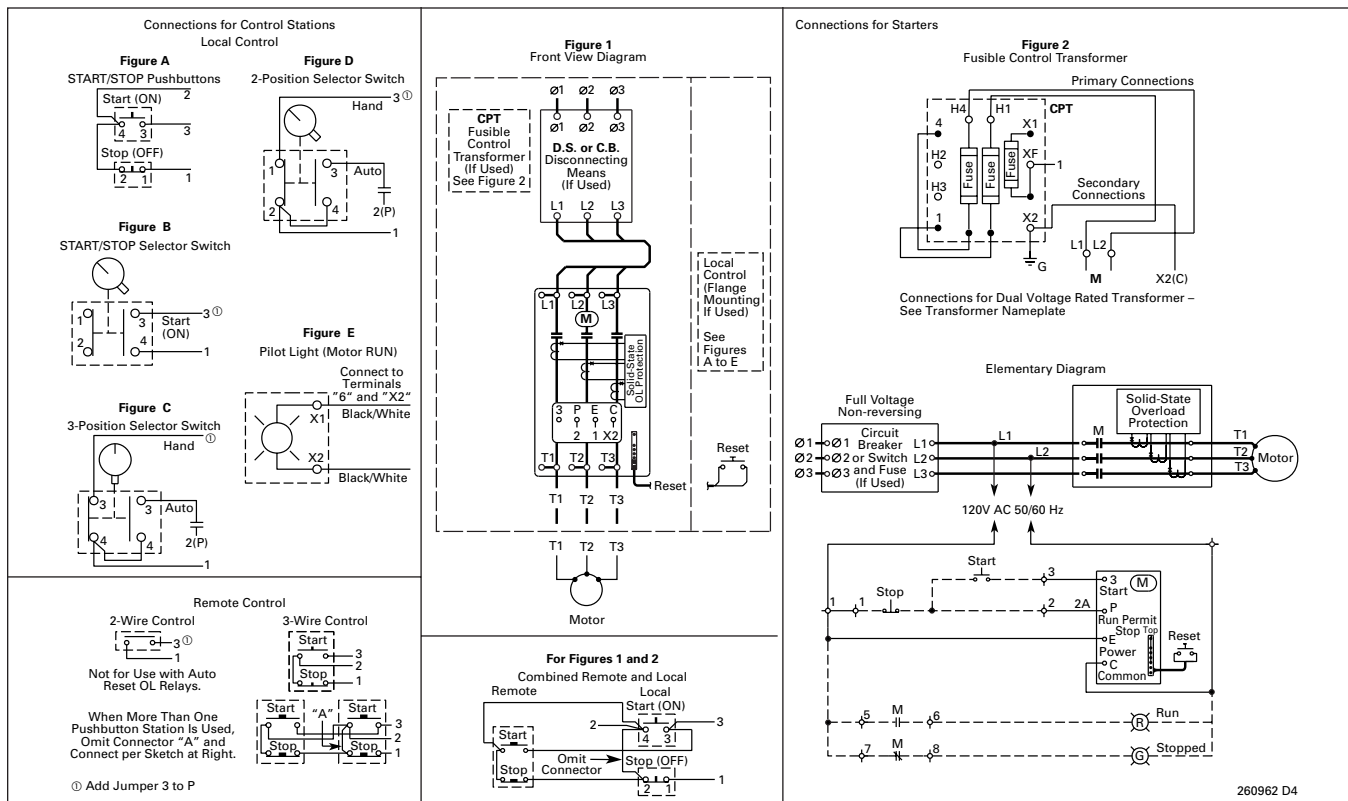 Connections for Control Stations
Local Control
Figure A
START/STOP Pushbuttons
Start (ON)
2
4 3
3
Stop (OFF)
2 1
1
Figure D
2-Position Selector Switch
3 ①
Hand
1
3
Auto
2
4
2(P)
1
Figure B
START/STOP Selector Switch
1
3
3 ①
Start
(ON)
2
4
1
Figure E
Pilot Light (Motor RUN)
Connect to
Terminals
"6" and "X2"
X1
Black/White
X2
Black/White
Figure C
3-Position Selector Switch
①
Hand
3
3
Auto
4
4
2(P)
1
Remote Control
2-Wire Control
3 ①
1
Not for Use with Auto
Reset OL Relays.
3-Wire Control
Start
3
2
Stop
1
When More Than One
Pushbutton Station Is Used,
Omit Connector “A” and
Connect per Sketch at Right.
Start
“A”
Start
3
2
Stop
Stop
1
① Add Jumper 3 to P
Figure 1
Front View Diagram
Ø1 Ø2 Ø3
Ø1 Ø2 Ø3
CPT
Fusible
Control
Transformer
(If Used)
See Figure 2
D.S. or C.B.
Disconnecting
Means
(If Used)
L1 L2 L3
Local
Control
(Flange
Mounting
If Used)
See
Figures
A to E
L1 L2 L3
M
Solid-State
OL Protection
3 P E C
2 1 X2
T1 T2 T3
Reset
Reset
T1 T2 T3
T1 T2 T3
Motor
For Figures 1 and 2
Combined Remote and Local
Remote
Local
Start (ON)
2
3
4 3
Start
Omit
Connector
Stop (OFF)
Stop
2 1
1
Connections for Starters
Figure 2
Fusible Control Transformer
Primary Connections
H4 H1
CPT
4
X1
H2
Fuse
Fuse
Fuse
XF
1
H3
Secondary
Connections
1
X2
G
L1 L2
M
X2(C)
Connections for Dual Voltage Rated Transformer –
See Transformer Nameplate
Elementary Diagram
Full Voltage
Non-reversing
Solid-State
Overload
Protection
Ø1 Ø1 Circuit L1
Ø2 Ø2 Breaker or Switch L2
Ø3 Ø3 and Fuse L3
(If Used)
L1
L2
M
T1
T2
T3
Motor
120V AC 50/60 Hz
Start
3
3
Start
M
Stop
1
1
2
2A
P
Run Permit
Stop
Top
Reset
E
Power
C
Common
5
M
6
R
Run
7
M
8
G
Stopped
260962 D4